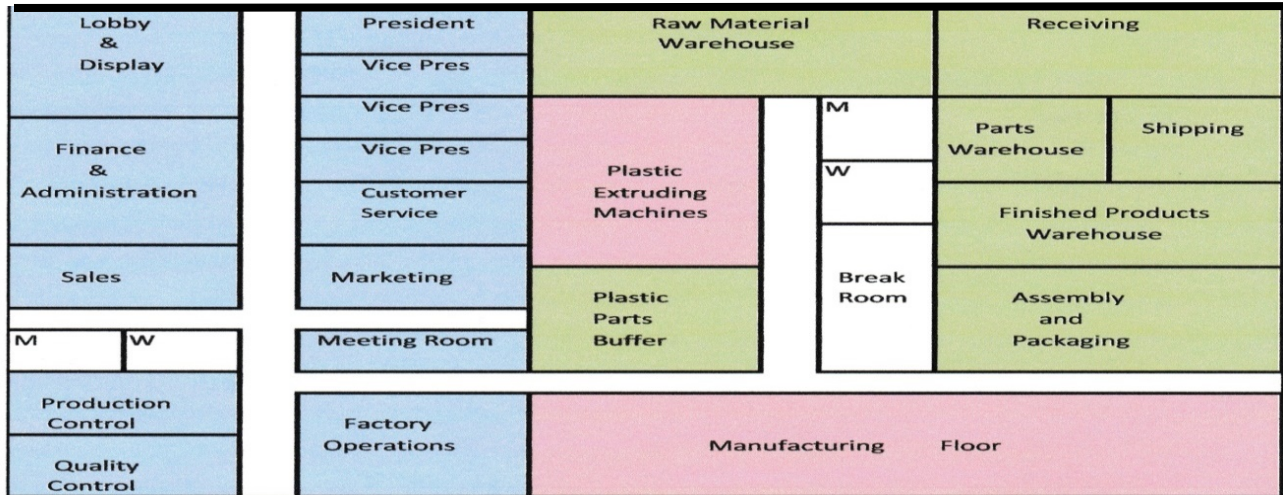 Lobby
&
Display
Finance
&
Administration
Sales
M
W
Production
Control
Quality
Control
President
Vice Pres
Vice Pres
Vice Pres
Customer
Service
Marketing
Meeting Room
Factory
Operations
Raw Material
Warehouse
Plastic
Extruding
Machines
Plastic
Parts
Buffer
M
W
Break
Room
Receiving
Parts
Warehouse
Shipping
Finished Products
Warehouse
Assembly
and
Packaging
Manufacturing Floor